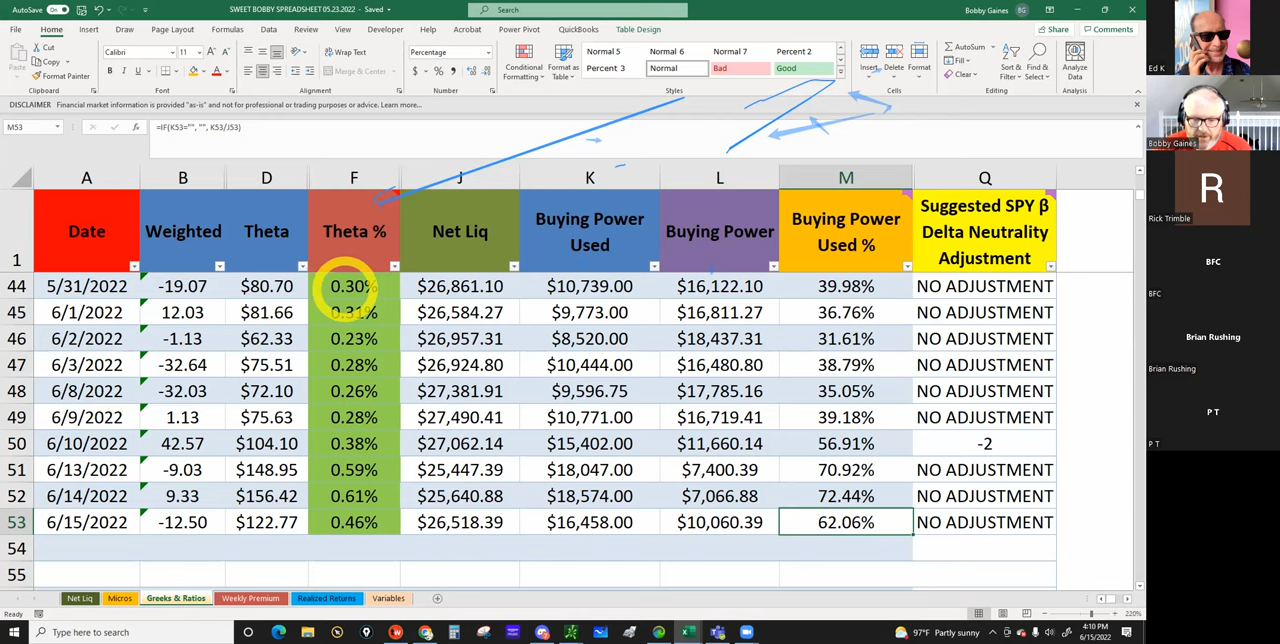 AutoSave On SWEET BOBBY SPREADSHEET 05.23.2022 - Saved Search Bobby Gaines BG
File Home Insert Draw Page Layout Formulas Data Review View Developer Help Acrobat Power Pivot QuickBooks Table Design Share Comments
Paste Cut Copy Format Painter
Calibri 11 B I U A A
Wrap Text Merge & Center
Percentage $ % 9
Conditional Formatting Format as Table
Normal 5 Normal 6 Normal 7 Percent 2
Percent 3 Normal Bad Good
Insert Delete Format
AutoSum Fill Clear
Sort & Filter Find & Select Analyze Data
Clipboard Font Alignment Number Styles Cells Editing Analysis
DISCLAIMER Financial market information is provided "as-is" and not for professional or trading purposes or advice. Learn more...
M53 fx =IF(K53="", "", K53/J53)
A B D F J K L M Q
1 Date Weighted Theta Theta % Net Liq Buying Power Used Buying Power Buying Power Used % Suggested SPY β Delta Neutrality Adjustment
44 5/31/2022 -19.07 $80.70 0.30% $26,861.10 $10,739.00 $16,122.10 39.98% NO ADJUSTMENT
45 6/1/2022 12.03 $81.66 0.31% $26,584.27 $9,773.00 $16,811.27 36.76% NO ADJUSTMENT
46 6/2/2022 -1.13 $62.33 0.23% $26,957.31 $8,520.00 $18,437.31 31.61% NO ADJUSTMENT
47 6/3/2022 -32.64 $75.51 0.28% $26,924.80 $10,444.00 $16,480.80 38.79% NO ADJUSTMENT
48 6/8/2022 -32.03 $72.10 0.26% $27,381.91 $9,596.75 $17,785.16 35.05% NO ADJUSTMENT
49 6/9/2022 1.13 $75.63 0.28% $27,490.41 $10,771.00 $16,719.41 39.18% NO ADJUSTMENT
50 6/10/2022 42.57 $104.10 0.38% $27,062.14 $15,402.00 $11,660.14 56.91% -2
51 6/13/2022 -9.03 $148.95 0.59% $25,447.39 $18,047.00 $7,400.39 70.92% NO ADJUSTMENT
52 6/14/2022 9.33 $156.42 0.61% $25,640.88 $18,574.00 $7,066.88 72.44% NO ADJUSTMENT
53 6/15/2022 -12.50 $122.77 0.46% $26,518.39 $16,458.00 $10,060.39 62.06% NO ADJUSTMENT
54
55
Net Liq Micros Greeks & Ratios Weekly Premium Realized Returns Variables
Ready 220%
Type here to search 97°F Partly sunny 4:10 PM
6/15/2022
Ed K
Bobby Gaines
R
Rick Trimble
BFC
BFC
Brian Rushing
Brian Rushing
P T
P T